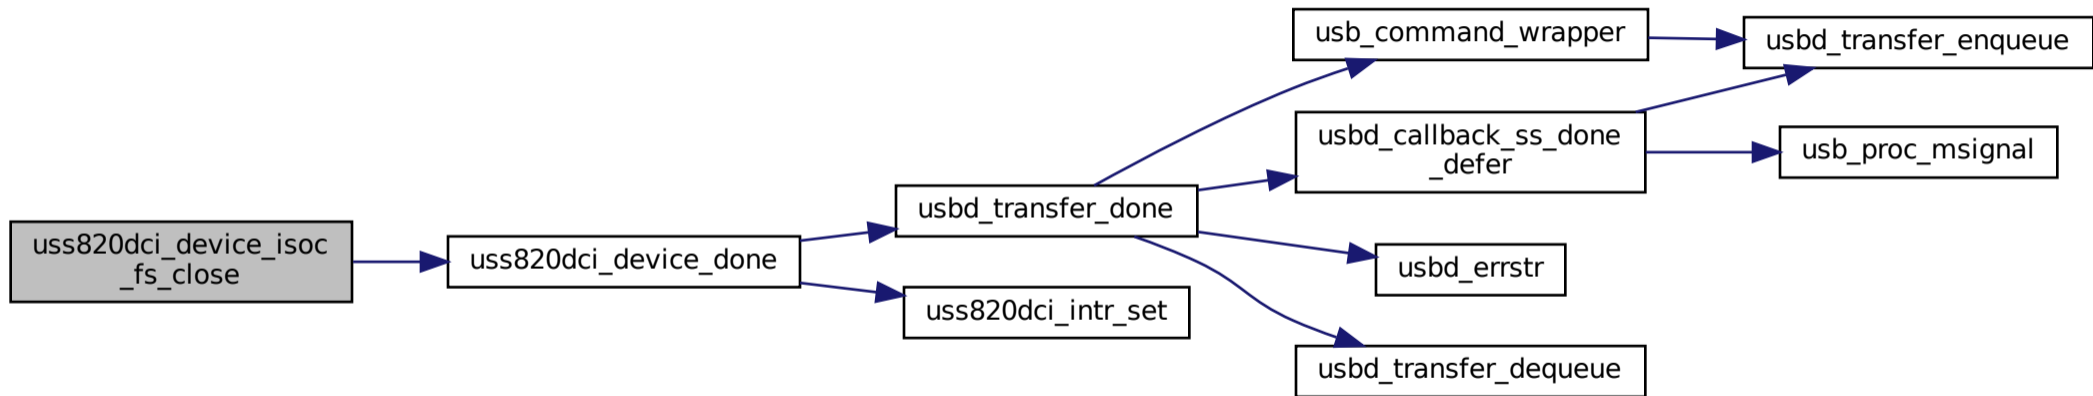 uss820dci_device_isoc
_fs_close
uss820dci_device_done
usbd_transfer_done
uss820dci_intr_set
usb_command_wrapper
usbd_callback_ss_done
_defer
usbd_errstr
usbd_transfer_dequeue
usbd_transfer_enqueue
usb_proc_msignal